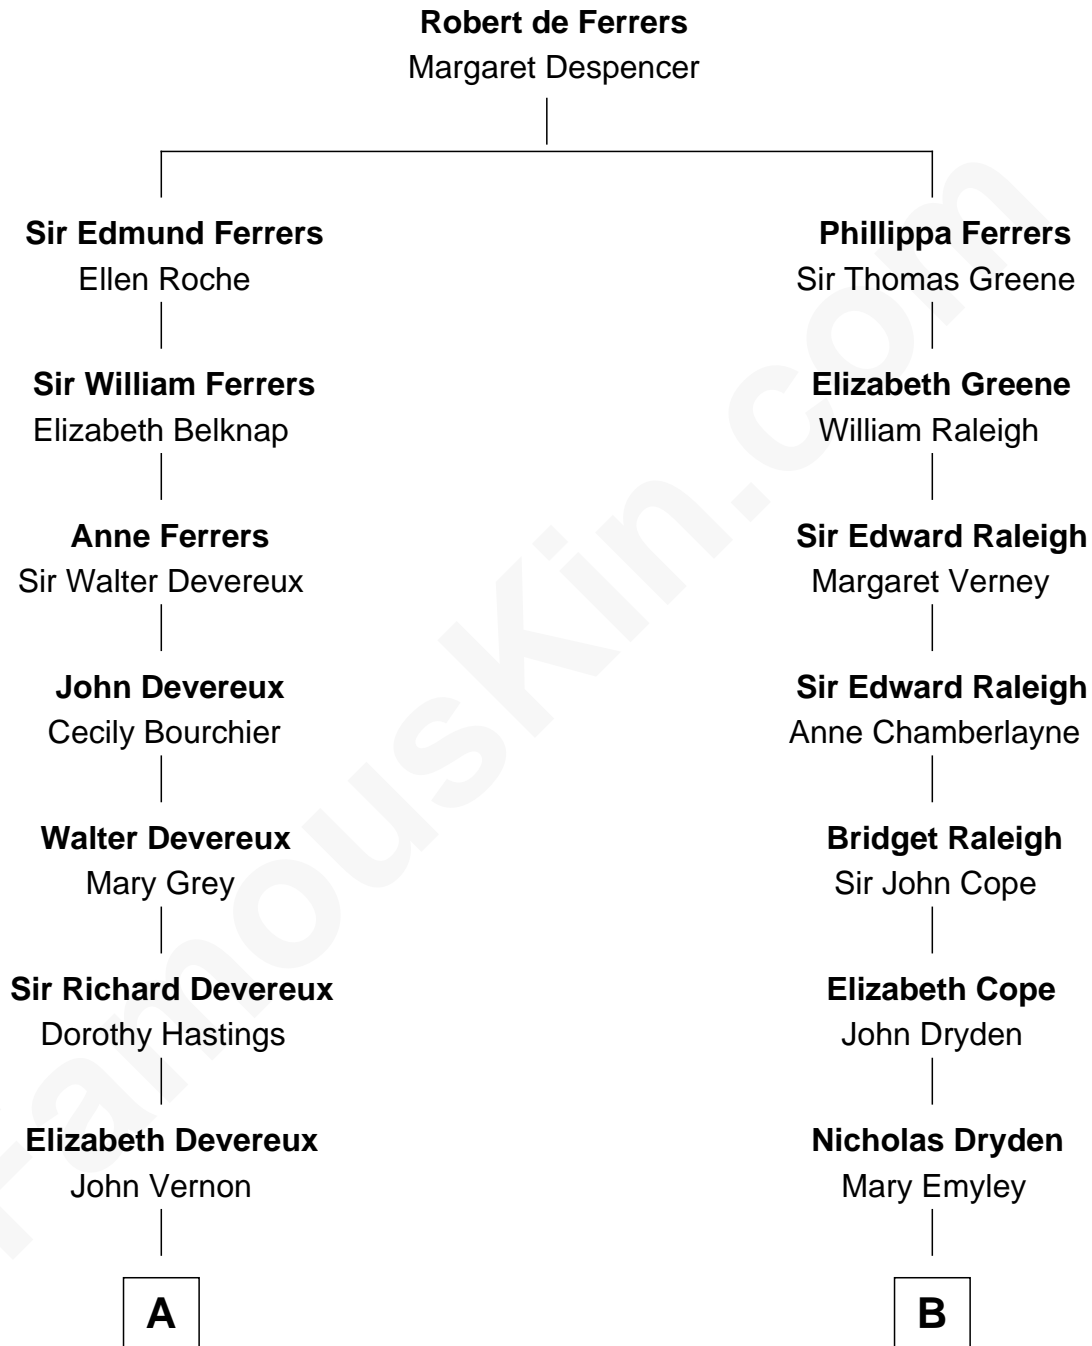 Robert de Ferrers
Margaret Despencer
Sir Edmund Ferrers
Ellen Roche
Phillippa Ferrers
Sir Thomas Greene
Sir William Ferrers
Elizabeth Belknap
Elizabeth Greene
William Raleigh
Anne Ferrers
Sir Walter Devereux
Sir Edward Raleigh
Margaret Verney
John Devereux
Cecily Bourchier
Sir Edward Raleigh
Anne Chamberlayne
Walter Devereux
Mary Grey
Bridget Raleigh
Sir John Cope
Sir Richard Devereux
Dorothy Hastings
Elizabeth Cope
John Dryden
Elizabeth Devereux
John Vernon
Nicholas Dryden
Mary Emyley
A
B
FamousKin.com